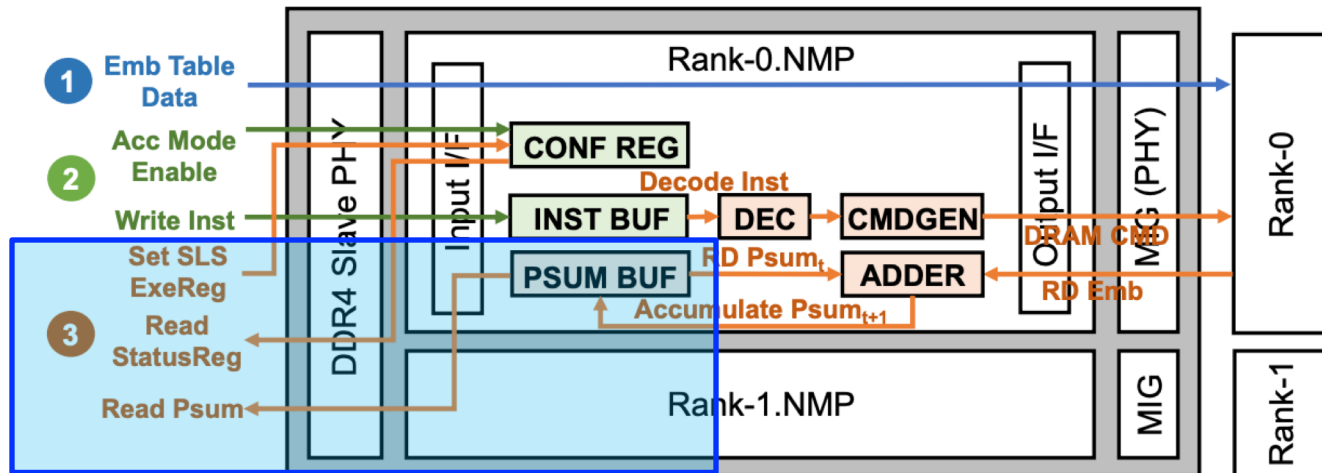 1
Emb Table
Data
Acc Mode
Enable
2
Write Inst
Set SLS
ExeReg
3
Read
StatusReg
Read Psum
DDR4 Slave PHY
Rank-0.NMP
Input I/F
CONF REG
Decode Inst
INST BUF
DEC
CMDGEN
PSUM BUF
RD Psumt
ADDER
Accumulate Psumt+1
Output I/F
MIG (PHY)
DRAM CMD
RD Emb
Rank-0
Rank-1.NMP
MIG
Rank-1